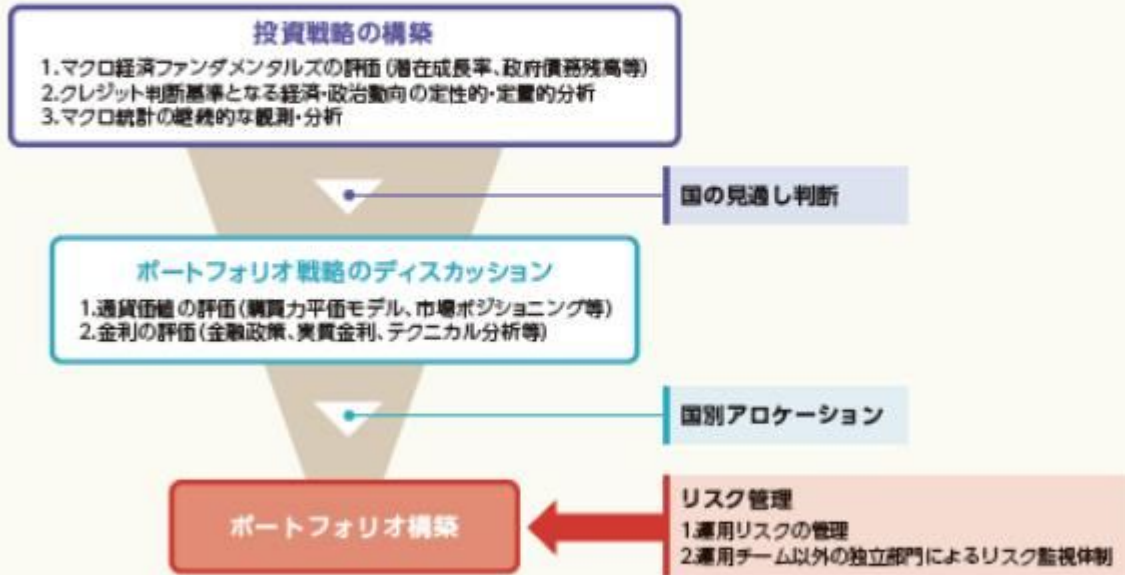 投資戦略の構築
1.マクロ経済ファンダメンタルズの評価(潜在成長率、政府債務残高等)
2.クレジット判断基準となる経済・政治動向の定性的・定量的分析
3.マクロ統計の継続的な観測・分析
国の見通し判断
ポートフォリオ戦略のディスカッション
1.通貨価値の評価(購買力平価モデル、市場ポジショニング等)
2.金利の評価(金融政策、実質金利、テクニカル分析等)
国別アロケーション
ポートフォリオ構築
リスク管理
1.運用リスクの管理
2.運用チーム以外の独立部門によるリスク監視体制